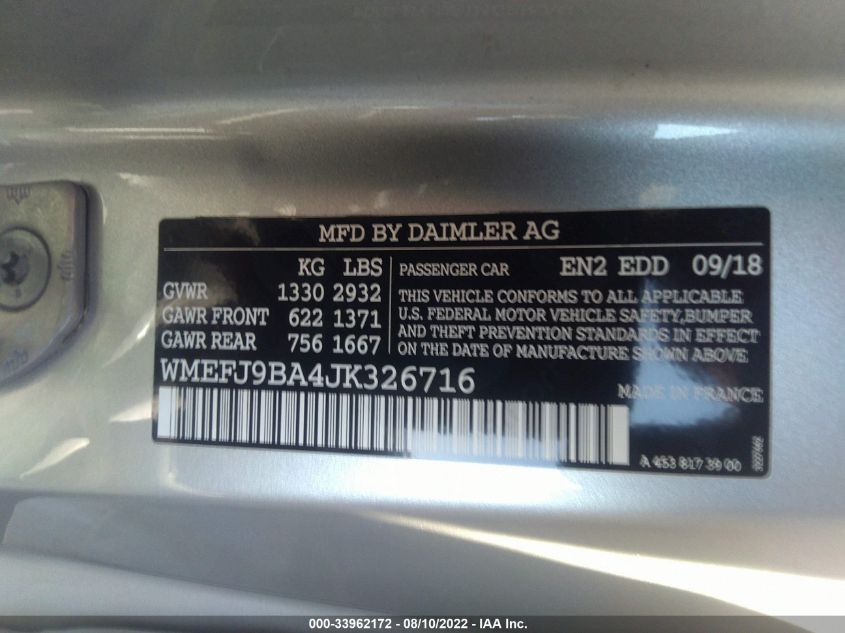 MFD BY DAIMLER AG
KG LBS
GVWR 1330 2932
GAWR FRONT 622 1371
GAWR REAR 756 1667
PASSENGER CAR EN2 EDD 09/18
THIS VEHICLE CONFORMS TO ALL APPLICABLE
U.S. FEDERAL MOTOR VEHICLE SAFETY,BUMPER
AND THEFT PREVENTION STANDARDS IN EFFECT
ON THE DATE OF MANUFACTURE SHOWN ABOVE
WMEFJ9BA4JK326716
MADE IN FRANCE
A 453 817 39 00
000-33962172 - 08/10/2022 - IAA Inc.